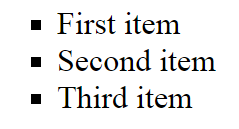 ▪ First item
▪ Second item
▪ Third item